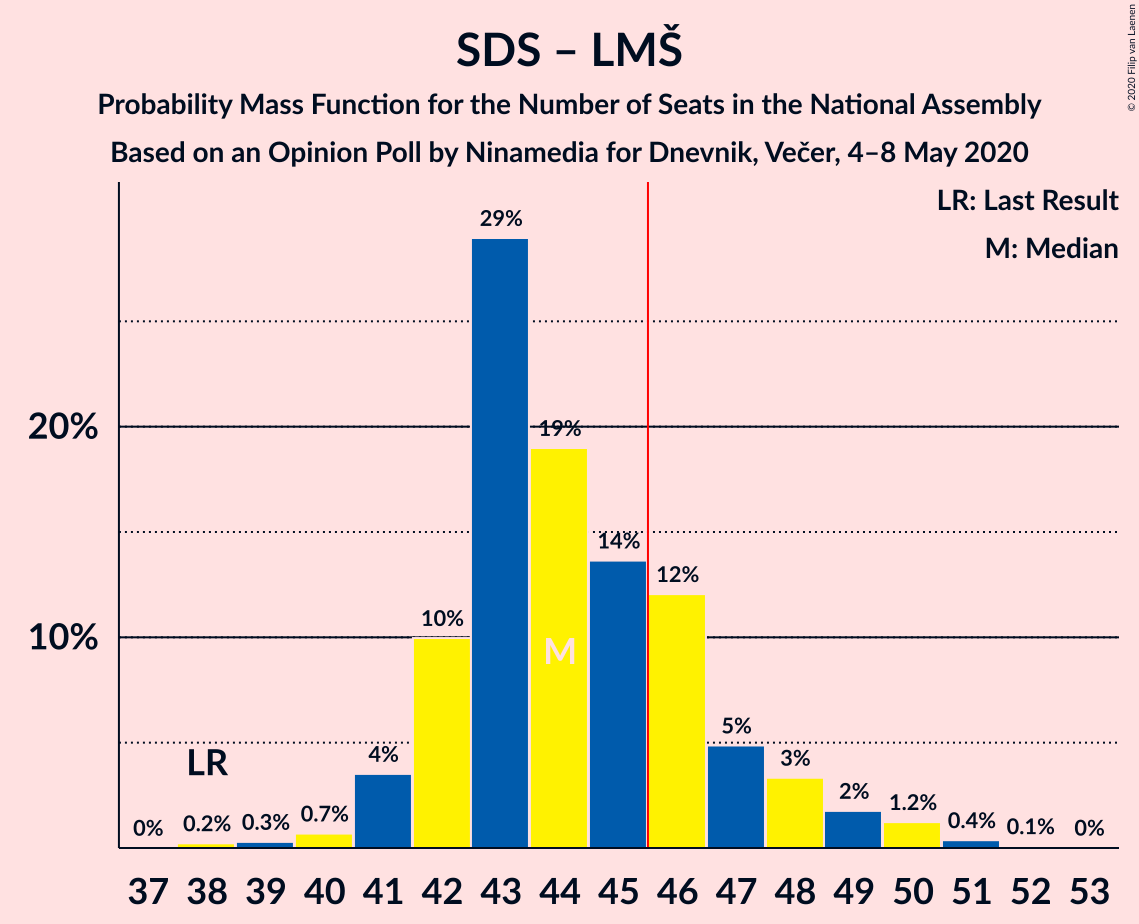 SDS – LMŠ
Probability Mass Function for the Number of Seats in the National Assembly
Based on an Opinion Poll by Ninamedia for Dnevnik, Večer, 4–8 May 2020
© 2020 Filip van Laenen
LR: Last Result
M: Median
20%
10%
0%
0.2%
0.3%
0.7%
4%
10%
29%
19%
14%
12%
5%
3%
2%
1.2%
0.4%
0.1%
0%
LR
M
37 38 39 40 41 42 43 44 45 46 47 48 49 50 51 52 53